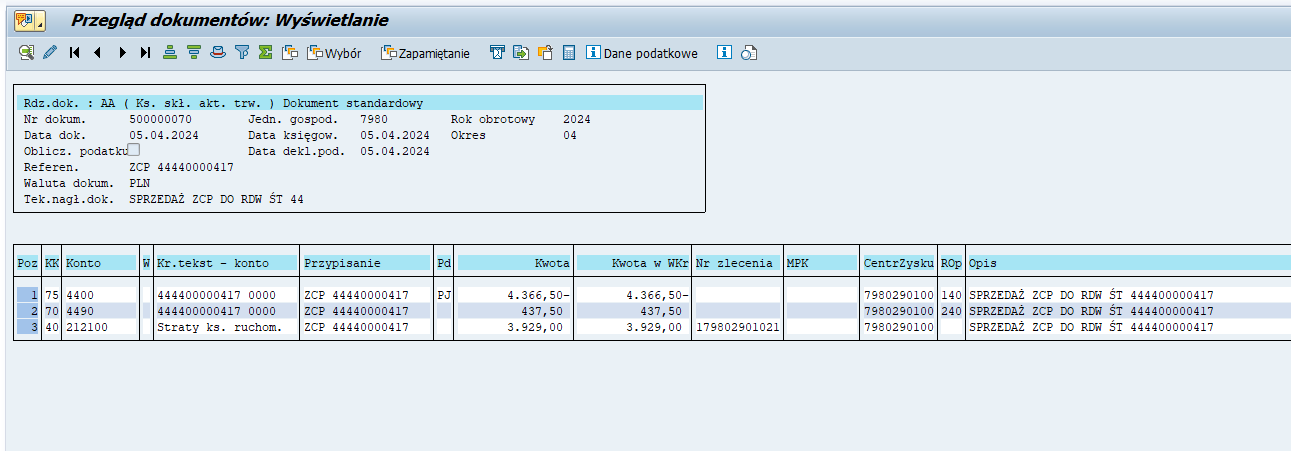 Przegląd dokumentów: Wyświetlanie
Wybór Zapamiętanie Dane podatkowe
Rdz.dok. : AA ( Ks. skł. akt. trw. ) Dokument standardowy
Nr dokum. 500000070 Jedn. gospod. 7980 Rok obrotowy 2024
Data dok. 05.04.2024 Data księgow. 05.04.2024 Okres 04
Oblicz. podatku Data dekl.pod. 05.04.2024
Referen. ZCP 44440000417
Waluta dokum. PLN
Tek.nagł.dok. SPRZEDAŻ ZCP DO RDW ŚT 44
Poz KK Konto W Kr.tekst - konto Przypisanie Pd Kwota Kwota w WKr Nr zlecenia MPK CentrZysku ROp Opis
1 75 4400 444400000417 0000 ZCP 44440000417 PJ 4.366,50- 4.366,50- 7980290100 140 SPRZEDAŻ ZCP DO RDW ŚT 444400000417
2 70 4490 444400000417 0000 ZCP 44440000417 437,50 437,50 7980290100 240 SPRZEDAŻ ZCP DO RDW ŚT 444400000417
3 40 212100 Straty ks. ruchom. ZCP 44440000417 3.929,00 3.929,00 179802901021 7980290100 SPRZEDAŻ ZCP DO RDW ŚT 444400000417